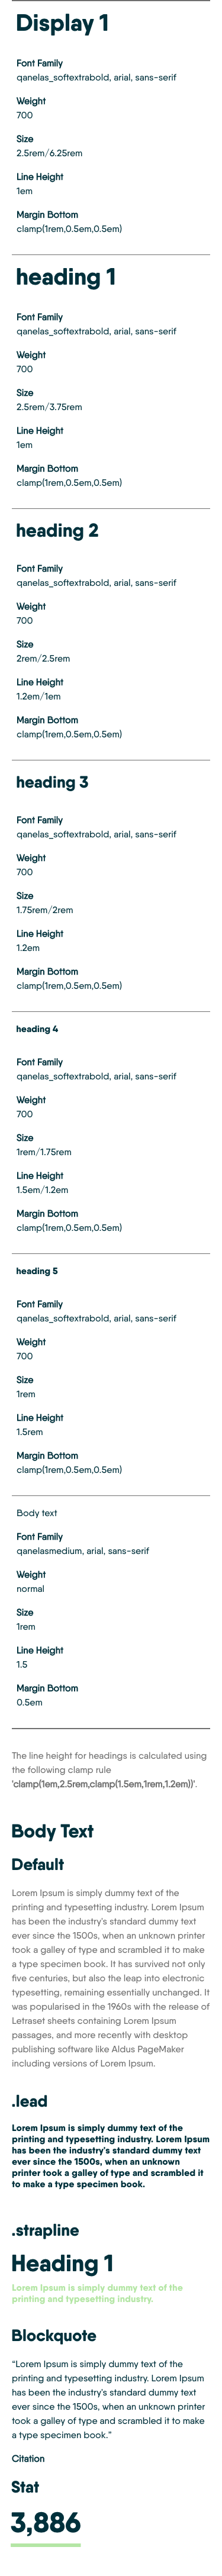 Display 1
Font Family
qanelas_softextrabold, arial, sans-serif
Weight
700
Size
2.5rem/6.25rem
Line Height
1em
Margin Bottom
clamp(1rem,0.5em,0.5em)
heading 1
Font Family
qanelas_softextrabold, arial, sans-serif
Weight
700
Size
2.5rem/3.75rem
Line Height
1em
Margin Bottom
clamp(1rem,0.5em,0.5em)
heading 2
Font Family
qanelas_softextrabold, arial, sans-serif
Weight
700
Size
2rem/2.5rem
Line Height
1.2em/1em
Margin Bottom
clamp(1rem,0.5em,0.5em)
heading 3
Font Family
qanelas_softextrabold, arial, sans-serif
Weight
700
Size
1.75rem/2rem
Line Height
1.2em
Margin Bottom
clamp(1rem,0.5em,0.5em)
heading 4
Font Family
qanelas_softextrabold, arial, sans-serif
Weight
700
Size
1rem/1.75rem
Line Height
1.5em/1.2em
Margin Bottom
clamp(1rem,0.5em,0.5em)
heading 5
Font Family
qanelas_softextrabold, arial, sans-serif
Weight
700
Size
1rem
Line Height
1.5rem
Margin Bottom
clamp(1rem,0.5em,0.5em)
Body text
Font Family
qanelasmedium, arial, sans-serif
Weight
normal
Size
1rem
Line Height
1.5
Margin Bottom
0.5em
The line height for headings is calculated using
the following clamp rule
'clamp(1em,2.5rem,clamp(1.5em,1rem,1.2em))'.
Body Text
Default
Lorem Ipsum is simply dummy text of the
printing and typesetting industry. Lorem Ipsum
has been the industry's standard dummy text
ever since the 1500s, when an unknown printer
took a galley of type and scrambled it to make
a type specimen book. It has survived not only
five centuries, but also the leap into electronic
typesetting, remaining essentially unchanged. It
was popularised in the 1960s with the release of
Letraset sheets containing Lorem Ipsum
passages, and more recently with desktop
publishing software like Aldus PageMaker
including versions of Lorem Ipsum.
.lead
Lorem Ipsum is simply dummy text of the
printing and typesetting industry. Lorem Ipsum
has been the industry's standard dummy text
ever since the 1500s, when an unknown
printer took a galley of type and scrambled it
to make a type specimen book.
.strapline
Heading 1
Lorem Ipsum is simply dummy text of the
printing and typesetting industry.
Blockquote
"Lorem Ipsum is simply dummy text of the
printing and typesetting industry. Lorem Ipsum
has been the industry's standard dummy text
ever since the 1500s, when an unknown printer
took a galley of type and scrambled it to make
a type specimen book."
Citation
Stat
3,886